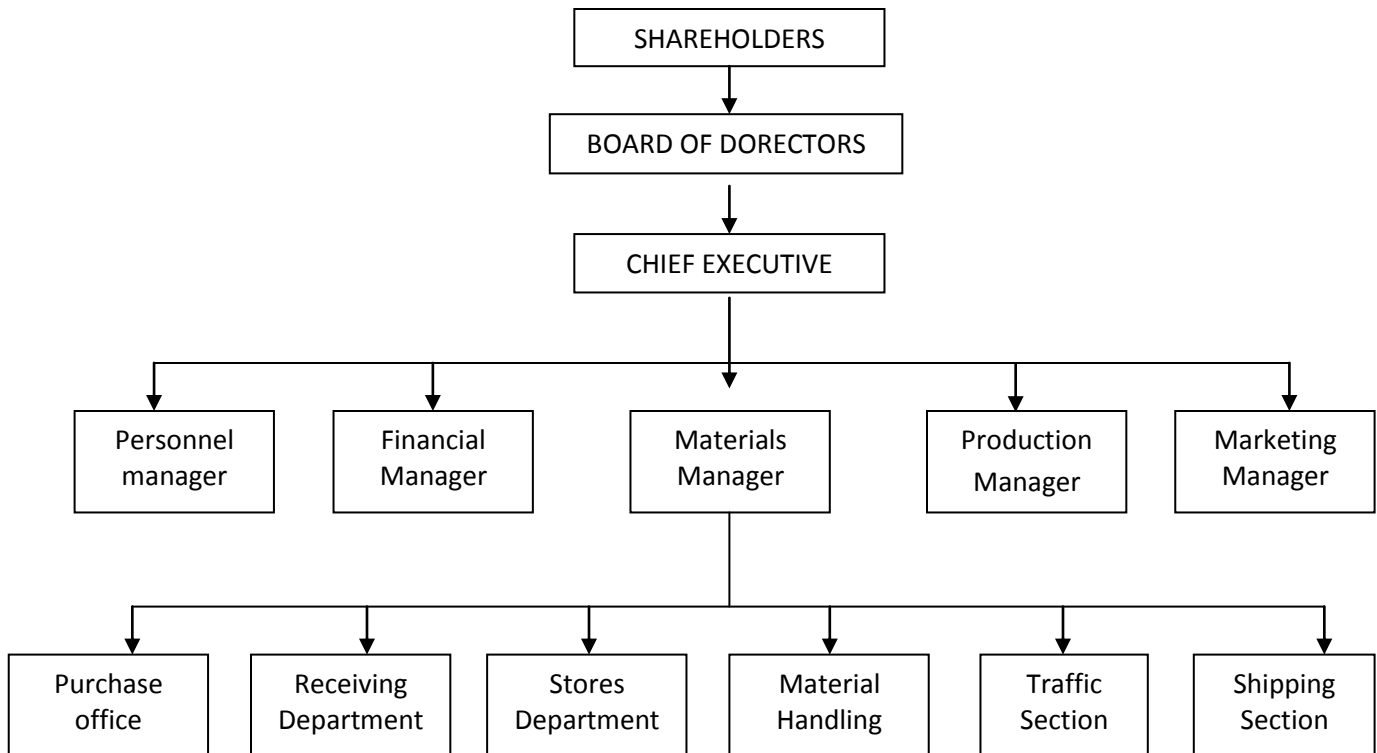 SHAREHOLDERS
BOARD OF DORECTORS
CHIEF EXECUTIVE
Personnel
manager
Financial
Manager
Materials
Manager
Production
Manager
Marketing
Manager
Purchase
office
Receiving
Department
Stores
Department
Material
Handling
Traffic
Section
Shipping
Section